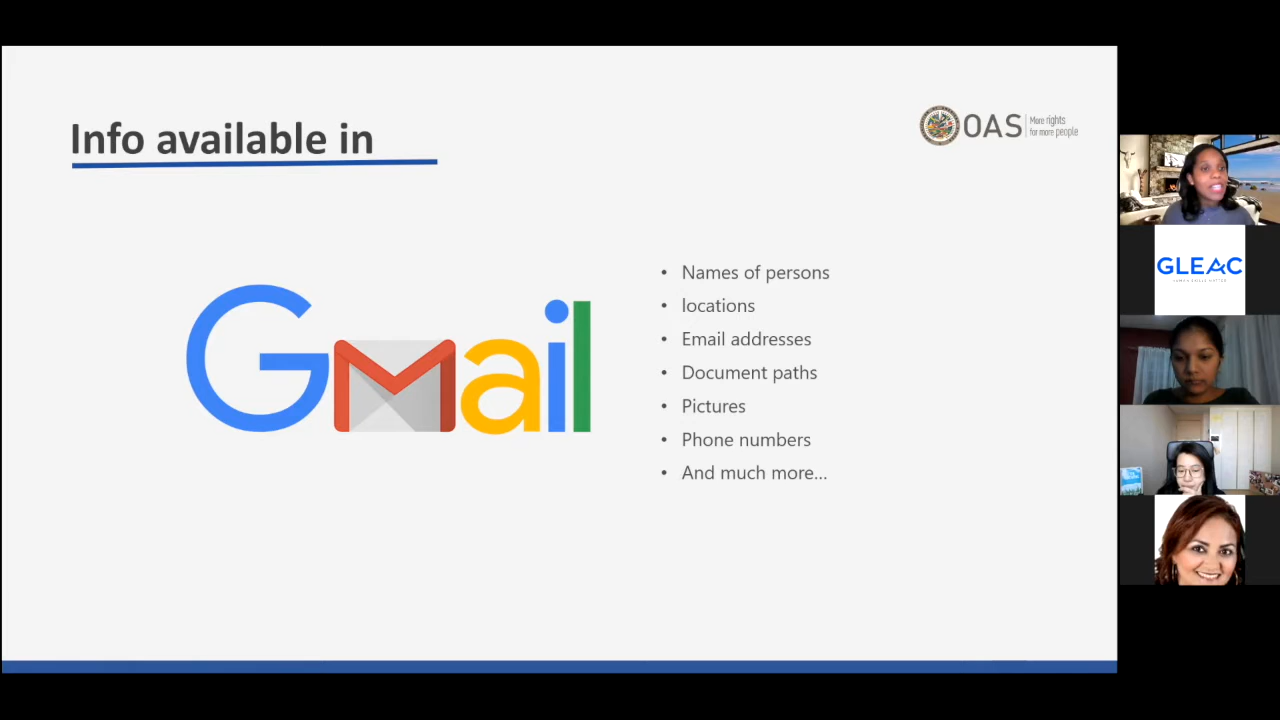 Info available in
OAS
More rights
for more people
Gmail
• Names of persons
• locations
• Email addresses
• Document paths
• Pictures
• Phone numbers
• And much more...
GLEAC